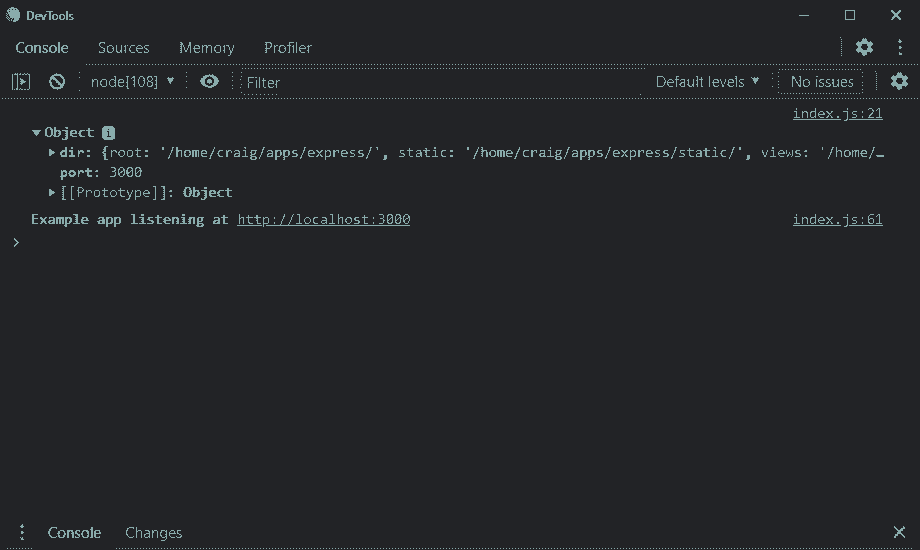 DevTools
Console Sources Memory Profiler
node[108] Filter Default levels No issues
index.js:21
Object
dir: {root: '/home/craig/apps/express/', static: '/home/craig/apps/express/static/', views: '/home/…
port: 3000
[[Prototype]]: Object
Example app listening at http://localhost:3000 index.js:61
Console Changes